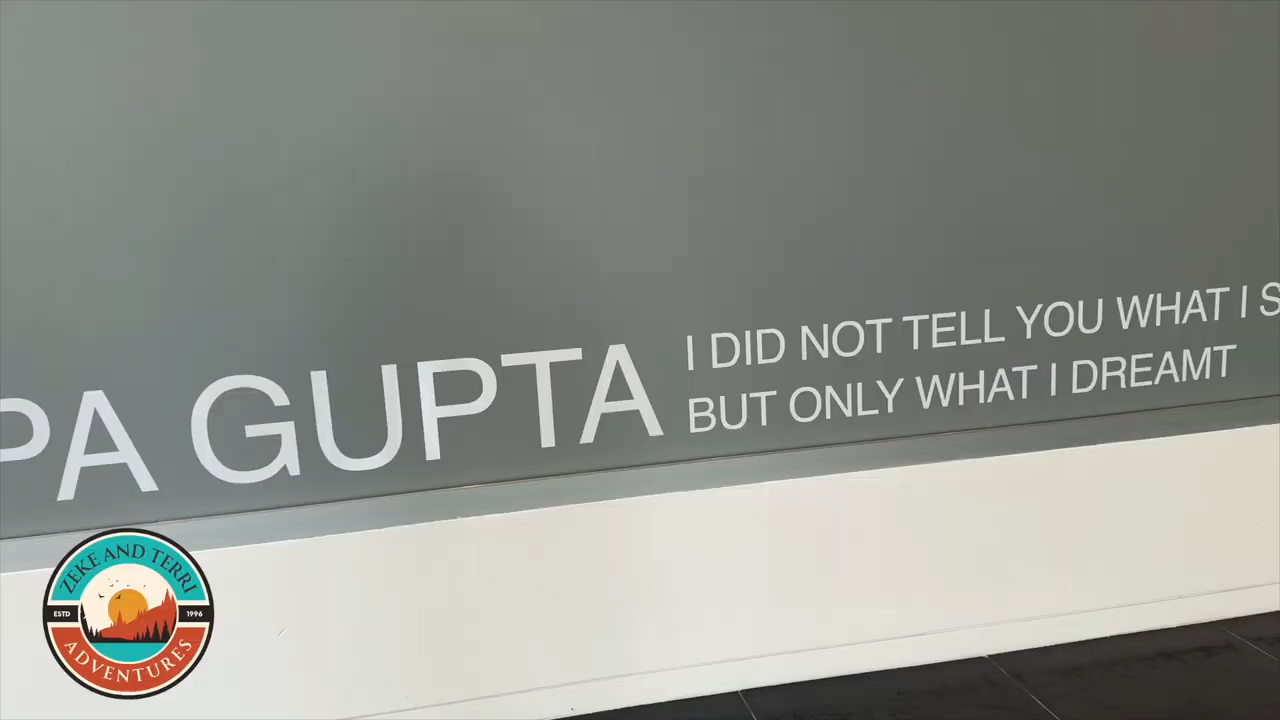 PA GUPTA
I DID NOT TELL YOU WHAT I S
BUT ONLY WHAT I DREAMT
ZEKE AND TERRI
ESTD 1996
ADVENTURES